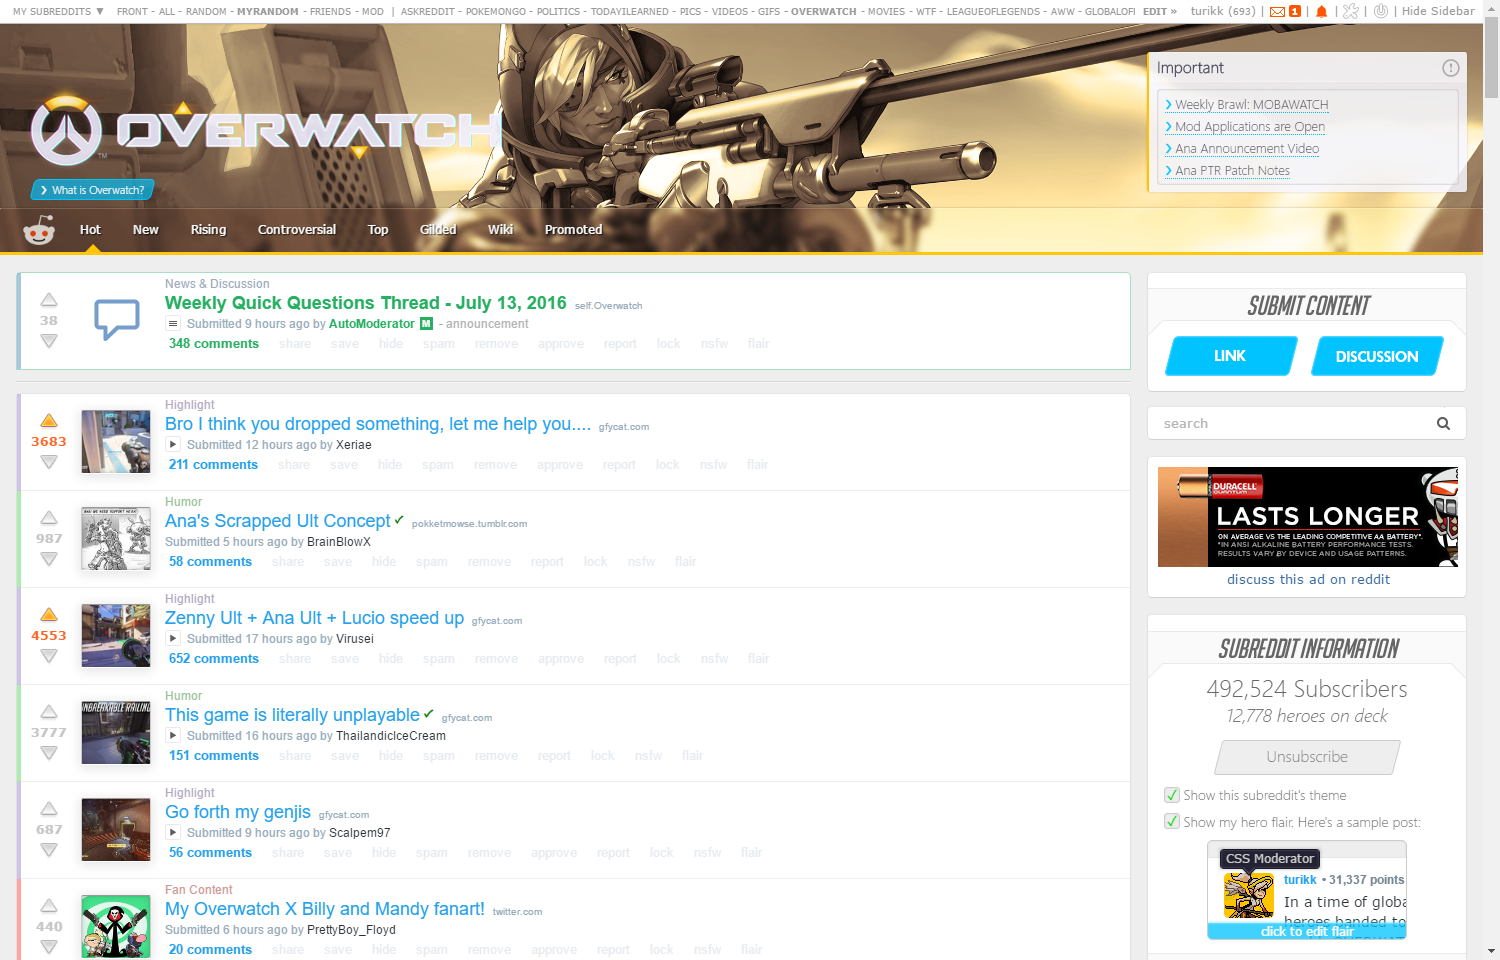 MY SUBREDDITS ▼ FRONT - ALL - RANDOM - MYRANDOM - FRIENDS - MOD | ASKREDDIT - POKEMONGO - POLITICS - TODAYILEARNED - PICS - VIDEOS - GIFS - OVERWATCH - MOVIES - WTF - LEAGUEOFLEGENDS - AWW - GLOBALOF EDIT » turikk (693) | 1 | | | | Hide Sidebar
OVERWATCH
TM
❯ What is Overwatch?
Important
❯ Weekly Brawl: MOBAWATCH
❯ Mod Applications are Open
❯ Ana Announcement Video
❯ Ana PTR Patch Notes
Hot New Rising Controversial Top Gilded Wiki Promoted
News & Discussion
Weekly Quick Questions Thread - July 13, 2016 self.Overwatch
38
Submitted 9 hours ago by AutoModerator M - announcement
348 comments share save hide spam remove approve report lock nsfw flair
Highlight
Bro I think you dropped something, let me help you.... gfycat.com
3683
Submitted 12 hours ago by Xeriae
211 comments share save hide spam remove approve report lock nsfw flair
Humor
Ana's Scrapped Ult Concept ✔ pokketmowse.tumblr.com
987
Submitted 5 hours ago by BrainBlowX
58 comments share save hide spam remove approve report lock nsfw flair
Highlight
Zenny Ult + Ana Ult + Lucio speed up gfycat.com
4553
Submitted 17 hours ago by Virusei
652 comments share save hide spam remove approve report lock nsfw flair
Humor
UNBREAKABLE RAILING
This game is literally unplayable ✔ gfycat.com
3777
Submitted 16 hours ago by ThailandicIceCream
151 comments share save hide spam remove approve report lock nsfw flair
Highlight
Go forth my genjis gfycat.com
687
Submitted 9 hours ago by Scalpem97
56 comments share save hide spam remove approve report lock nsfw flair
Fan Content
My Overwatch X Billy and Mandy fanart! twitter.com
440
Submitted 6 hours ago by PrettyBoy_Floyd
20 comments share save hide spam remove approve report lock nsfw flair
SUBMIT CONTENT
LINK DISCUSSION
search
DURACELL
QUANTUM
LASTS LONGER
ON AVERAGE VS THE LEADING COMPETITIVE AA BATTERY*.
*IN ANSI ALKALINE BATTERY PERFORMANCE TESTS.
RESULTS VARY BY DEVICE AND USAGE PATTERNS.
discuss this ad on reddit
SUBREDDIT INFORMATION
492,524 Subscribers
12,778 heroes on deck
Unsubscribe
Show this subreddit's theme
Show my hero flair. Here's a sample post:
CSS Moderator
turikk • 31,337 points
In a time of globa
heroes banded to
click to edit flair